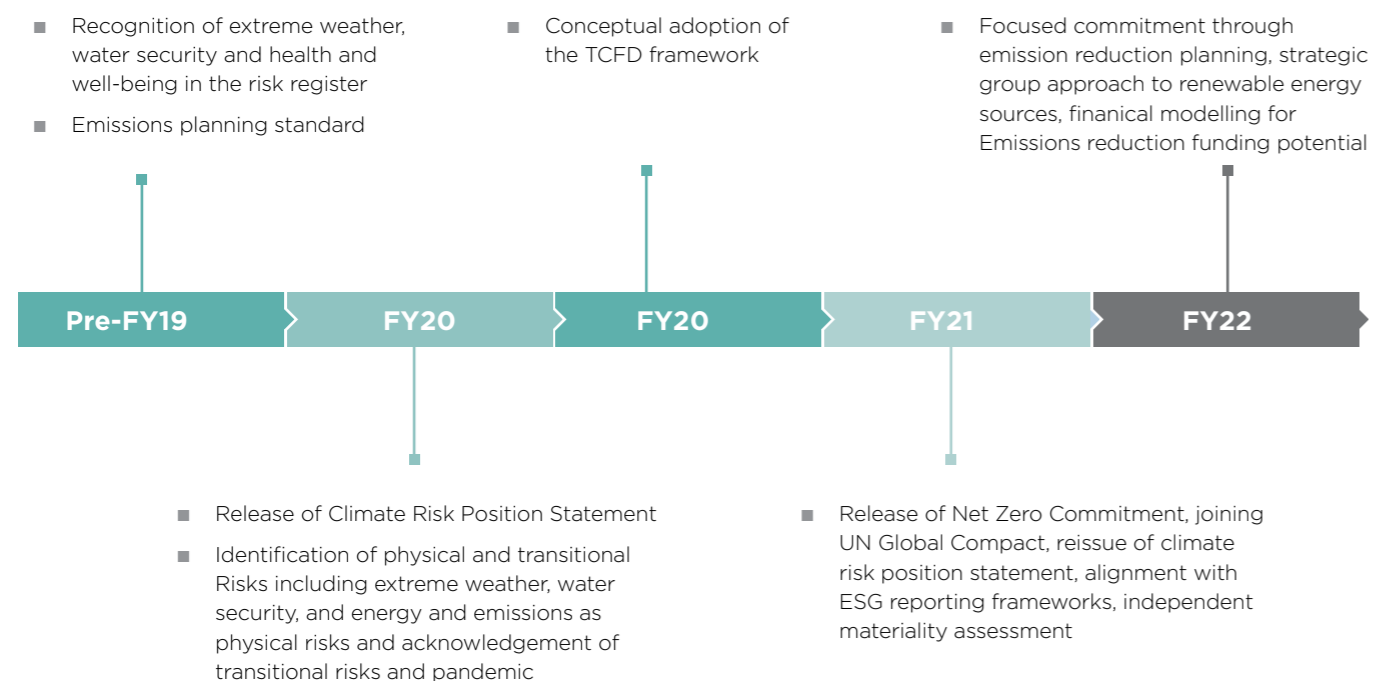 Recognition of extreme weather,
water security and health and
well-being in the risk register
Emissions planning standard
Conceptual adoption of
the TCFD framework
Focused commitment through
emission reduction planning, strategic
group approach to renewable energy
sources, finanical modelling for
Emissions reduction funding potential
Pre-FY19
FY20
FY20
FY21
FY22
Release of Climate Risk Position Statement
Identification of physical and transitional
Risks including extreme weather, water
security, and energy and emissions as
physical risks and acknowledgement of
transitional risks and pandemic
Release of Net Zero Commitment, joining
UN Global Compact, reissue of climate
risk position statement, alignment with
ESG reporting frameworks, independent
materiality assessment